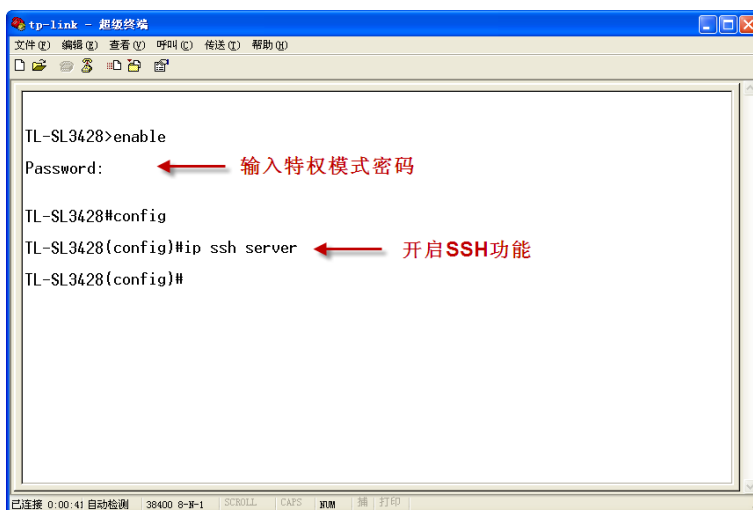 tp-link - 超级终端
文件(F) 编辑(E) 查看(V) 呼叫(C) 传送(T) 帮助(H)
TL-SL3428>enable
Password: 输入特权模式密码
TL-SL3428#config
TL-SL3428(config)#ip ssh server 开启SSH功能
TL-SL3428(config)#
已连接 0:00:41 自动检测 38400 8-N-1 SCROLL CAPS NUM 捕 打印